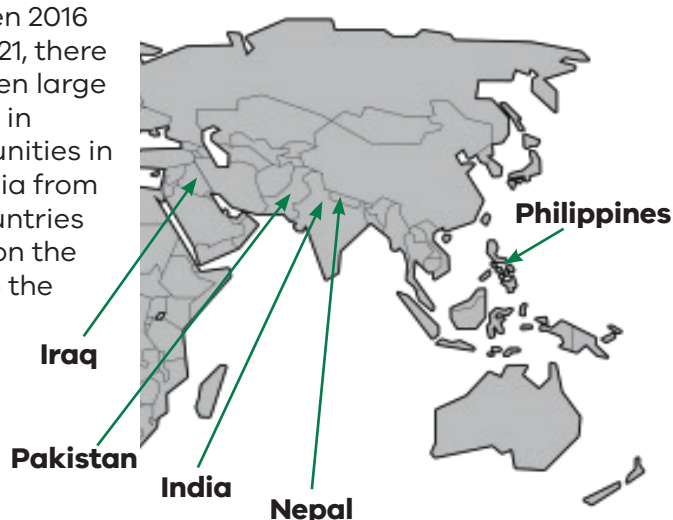 en 2016
21, there
en large
in
unities in
ia from
untries
on the
the
Philippines
Iraq
Pakistan
India
Nepal